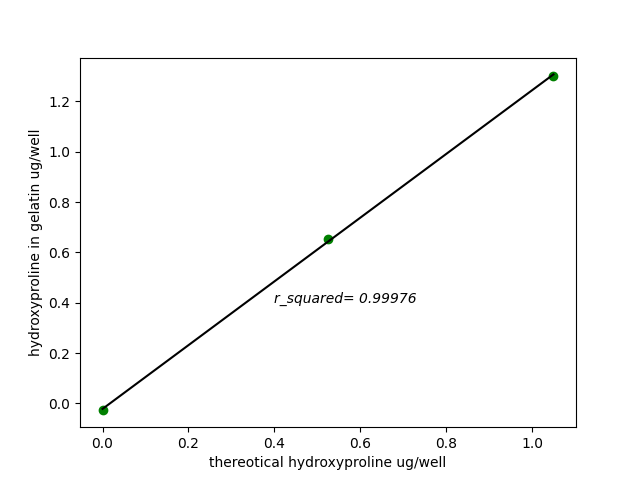 1.2
1.0
0.8
0.6
0.4
0.2
0.0
hydroxyproline in gelatin ug/well
r_squared= 0.99976
0.0 0.2 0.4 0.6 0.8 1.0
thereotical hydroxyproline ug/well